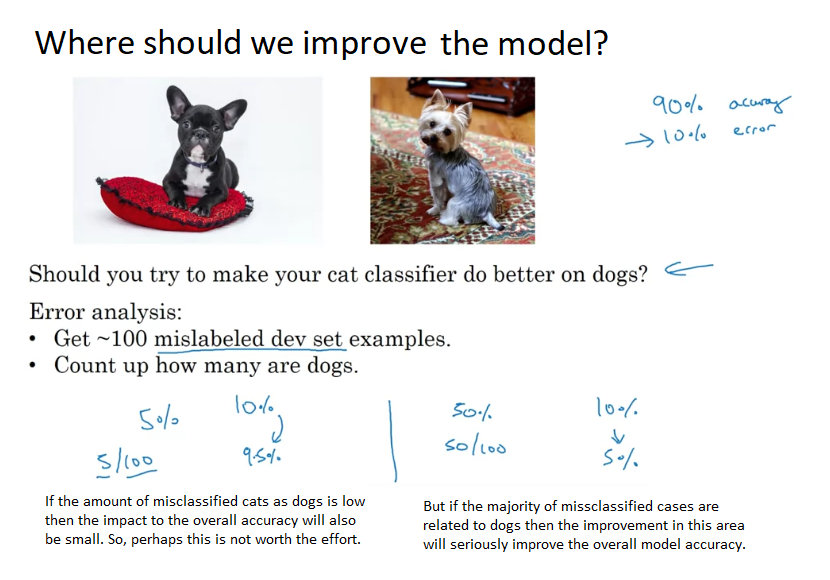 Where should we improve the model?
90% acuracy
→ 10% error
Should you try to make your cat classifier do better on dogs? ←
Error analysis:
• Get ~100 mislabeled dev set examples.
• Count up how many are dogs.
5% 10%
5/100 9.5%
50% 10%
50/100 5%
If the amount of misclassified cats as dogs is low
then the impact to the overall accuracy will also
be small. So, perhaps this is not worth the effort.
But if the majority of missclassified cases are
related to dogs then the improvement in this area
will seriously improve the overall model accuracy.